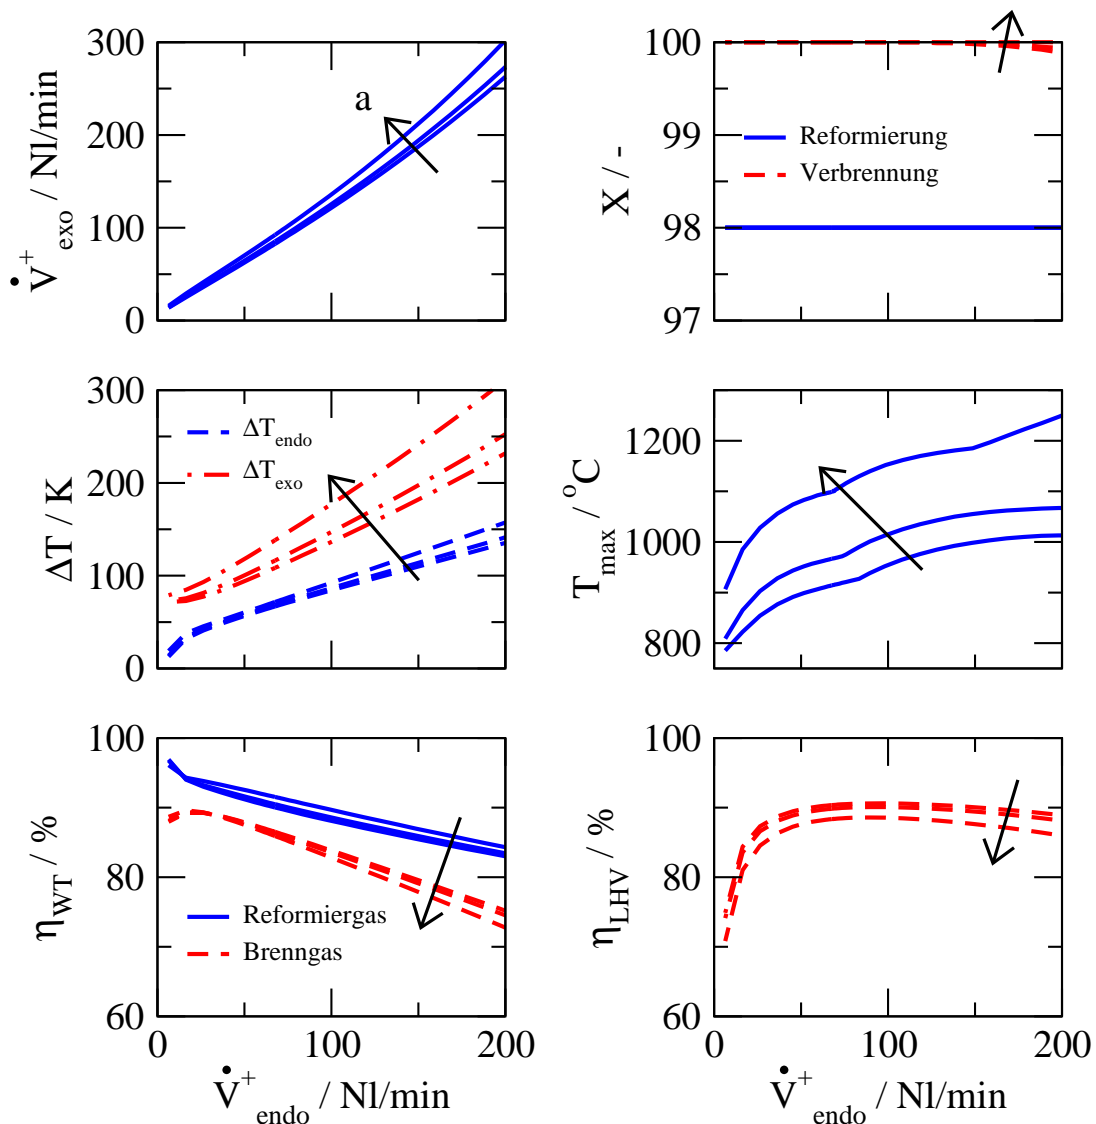 300
200
100
0
V̇⁺exo / Nl/min
a
100
99
98
97
X / -
Reformierung
Verbrennung
300
200
100
0
ΔT / K
ΔTendo
ΔTexo
1200
1000
800
Tmax / °C
100
80
60
ηWT / %
Reformiergas
Brenngas
0
100
200
V̇⁺endo / Nl/min
100
80
60
ηLHV / %
0
100
200
V̇⁺endo / Nl/min